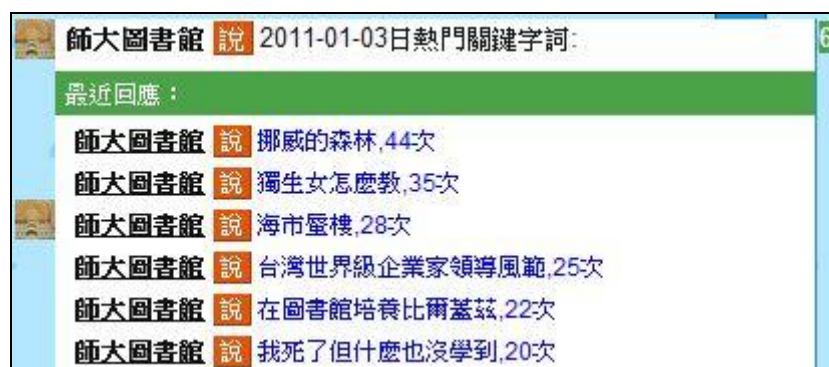 師大圖書館 說 2011-01-03日熱門關鍵字詞:
最近回應：
師大圖書館 說 挪威的森林,44次
師大圖書館 說 獨生女怎麼教,35次
師大圖書館 說 海市蜃樓,28次
師大圖書館 說 台灣世界級企業家領導風範,25次
師大圖書館 說 在圖書館培養比爾蓋茲,22次
師大圖書館 說 我死了但什麼也沒學到,20次